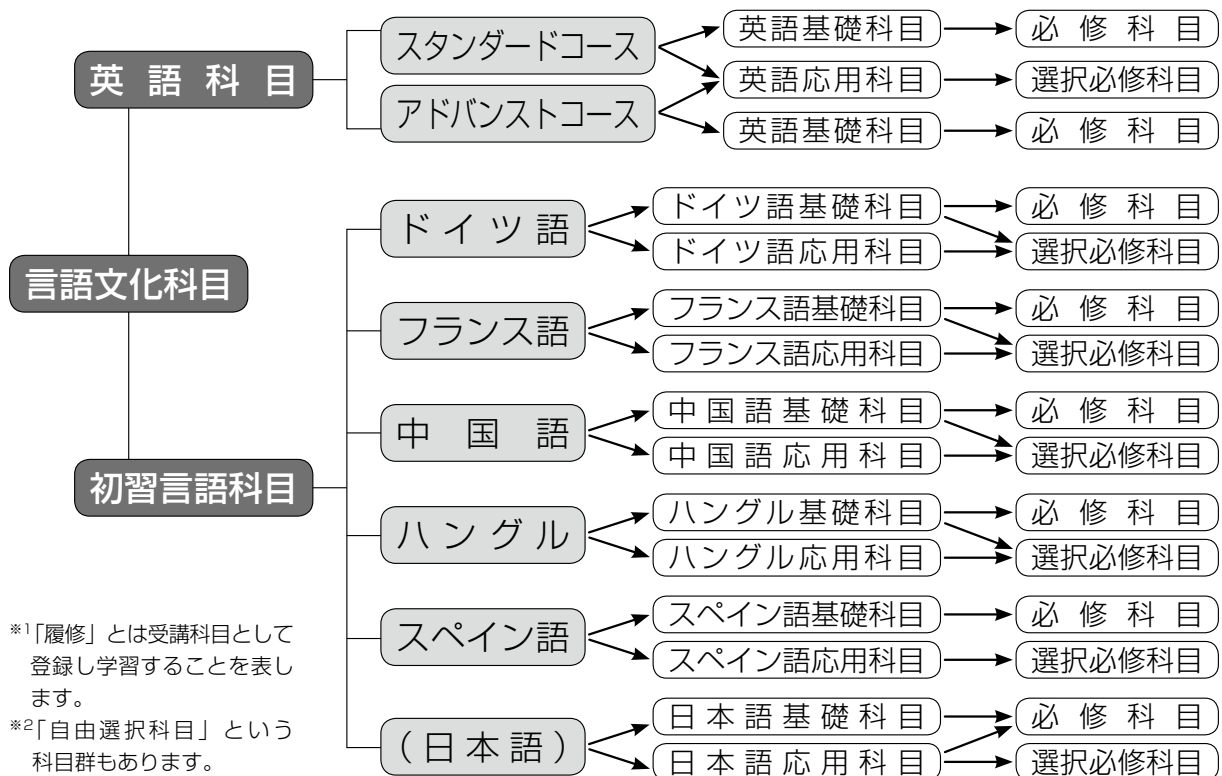 英語科目
スタンダードコース
英語基礎科目
必修科目
英語応用科目
選択必修科目
アドバンストコース
英語基礎科目
必修科目
言語文化科目
初習言語科目
ドイツ語
ドイツ語基礎科目
必修科目
ドイツ語応用科目
選択必修科目
フランス語
フランス語基礎科目
必修科目
フランス語応用科目
選択必修科目
中国語
中国語基礎科目
必修科目
中国語応用科目
選択必修科目
ハングル
ハングル基礎科目
必修科目
ハングル応用科目
選択必修科目
スペイン語
スペイン語基礎科目
必修科目
スペイン語応用科目
選択必修科目
(日本語)
日本語基礎科目
必修科目
日本語応用科目
選択必修科目
※1「履修」とは受講科目として
登録し学習することを表し
ます。
※2「自由選択科目」という
科目群もあります。